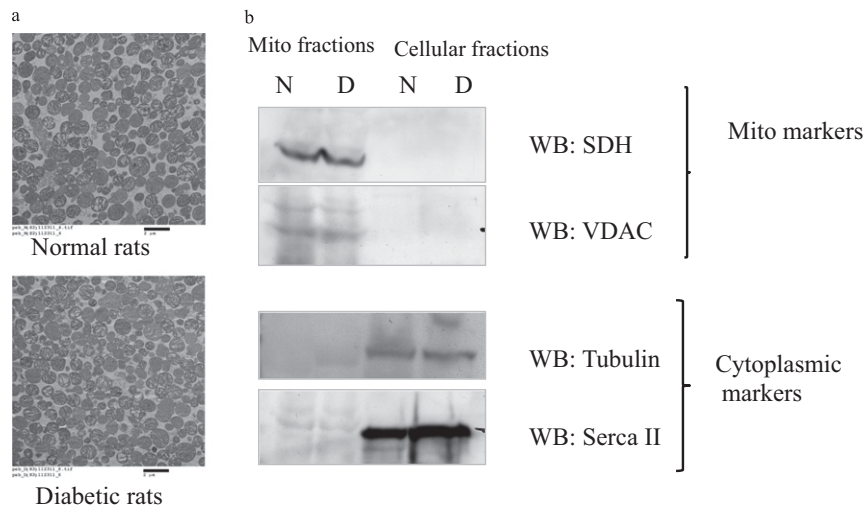 a
Normal rats
Diabetic rats
b
Mito fractions
Cellular fractions
N D N D
WB: SDH
WB: VDAC
Mito markers
WB: Tubulin
WB: Serca II
Cytoplasmic
markers